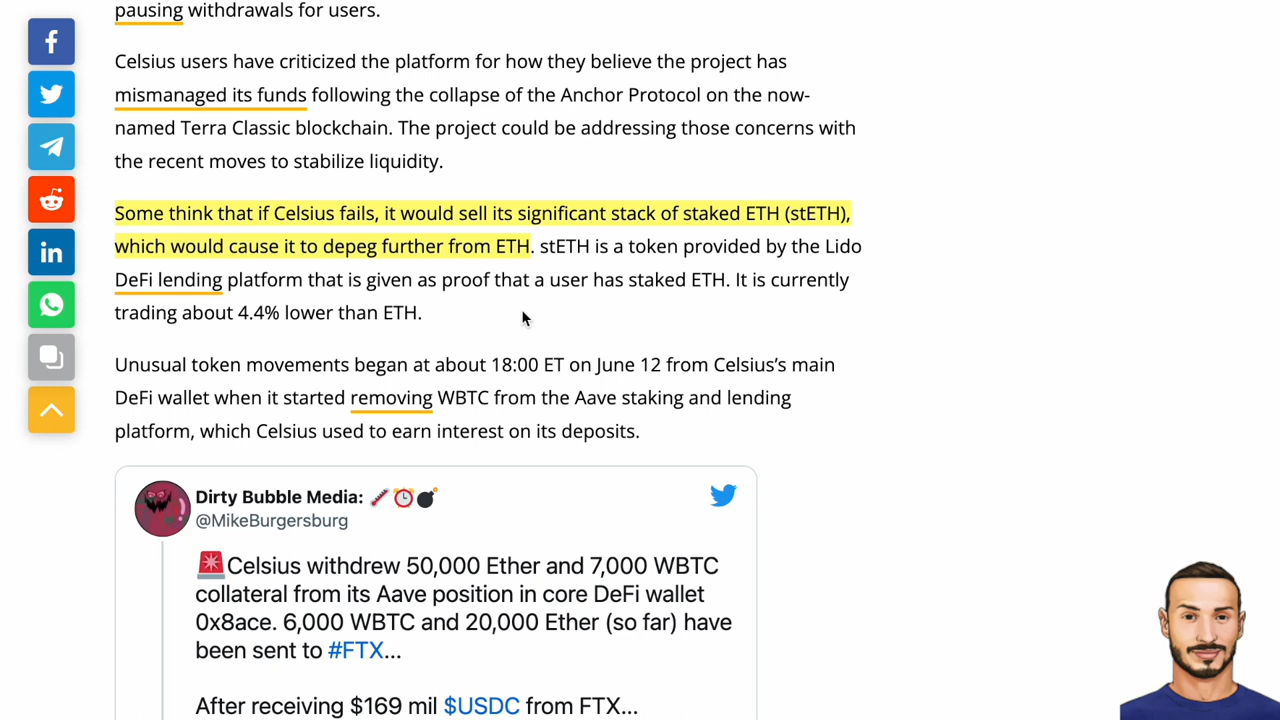 pausing withdrawals for users.
Celsius users have criticized the platform for how they believe the project has
mismanaged its funds following the collapse of the Anchor Protocol on the now-
named Terra Classic blockchain. The project could be addressing those concerns with
the recent moves to stabilize liquidity.
Some think that if Celsius fails, it would sell its significant stack of staked ETH (stETH),
which would cause it to depeg further from ETH. stETH is a token provided by the Lido
DeFi lending platform that is given as proof that a user has staked ETH. It is currently
trading about 4.4% lower than ETH.
Unusual token movements began at about 18:00 ET on June 12 from Celsius’s main
DeFi wallet when it started removing WBTC from the Aave staking and lending
platform, which Celsius used to earn interest on its deposits.
Dirty Bubble Media: 🌡️⏰💣
@MikeBurgersburg
🚨Celsius withdrew 50,000 Ether and 7,000 WBTC
collateral from its Aave position in core DeFi wallet
0x8ace. 6,000 WBTC and 20,000 Ether (so far) have
been sent to #FTX...
After receiving $169 mil $USDC from FTX...